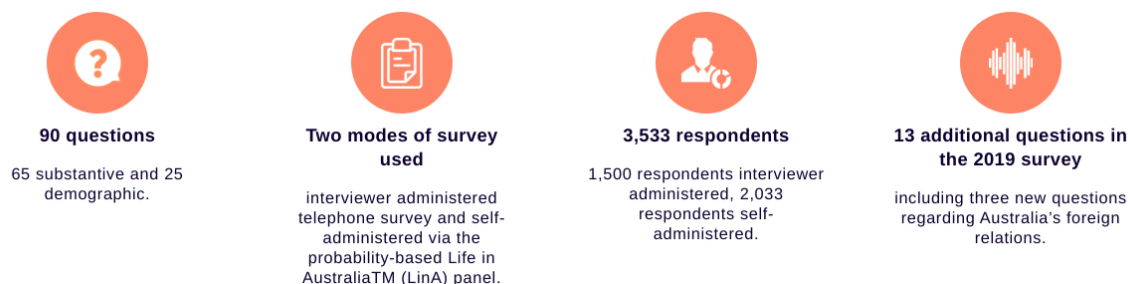 90 questions
65 substantive and 25
demographic.
Two modes of survey
used
interviewer administered
telephone survey and self-
administered via the
probability-based Life in
AustraliaTM (LinA) panel.
3,533 respondents
1,500 respondents interviewer
administered, 2,033
respondents self-
administered.
13 additional questions in
the 2019 survey
including three new questions
regarding Australia’s foreign
relations.